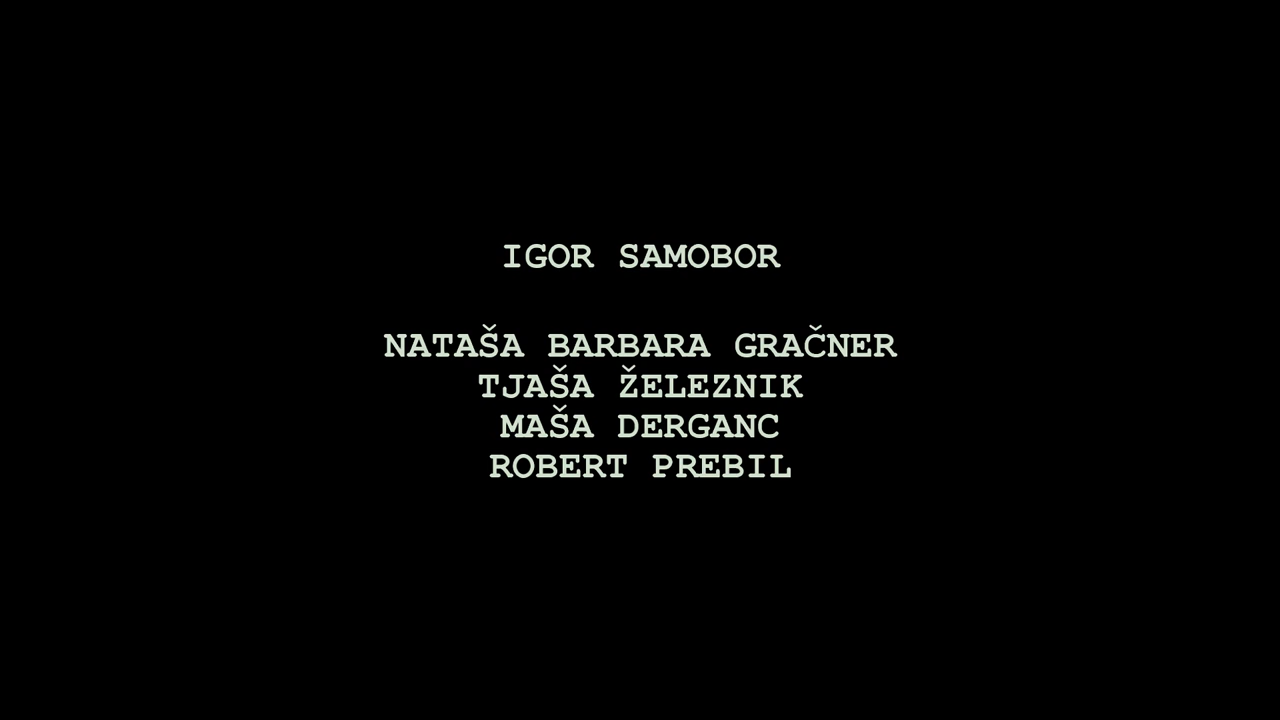 IGOR SAMOBOR
NATAŠA BARBARA GRAČNER
TJAŠA ŽELEZNIK
MAŠA DERGANC
ROBERT PREBIL